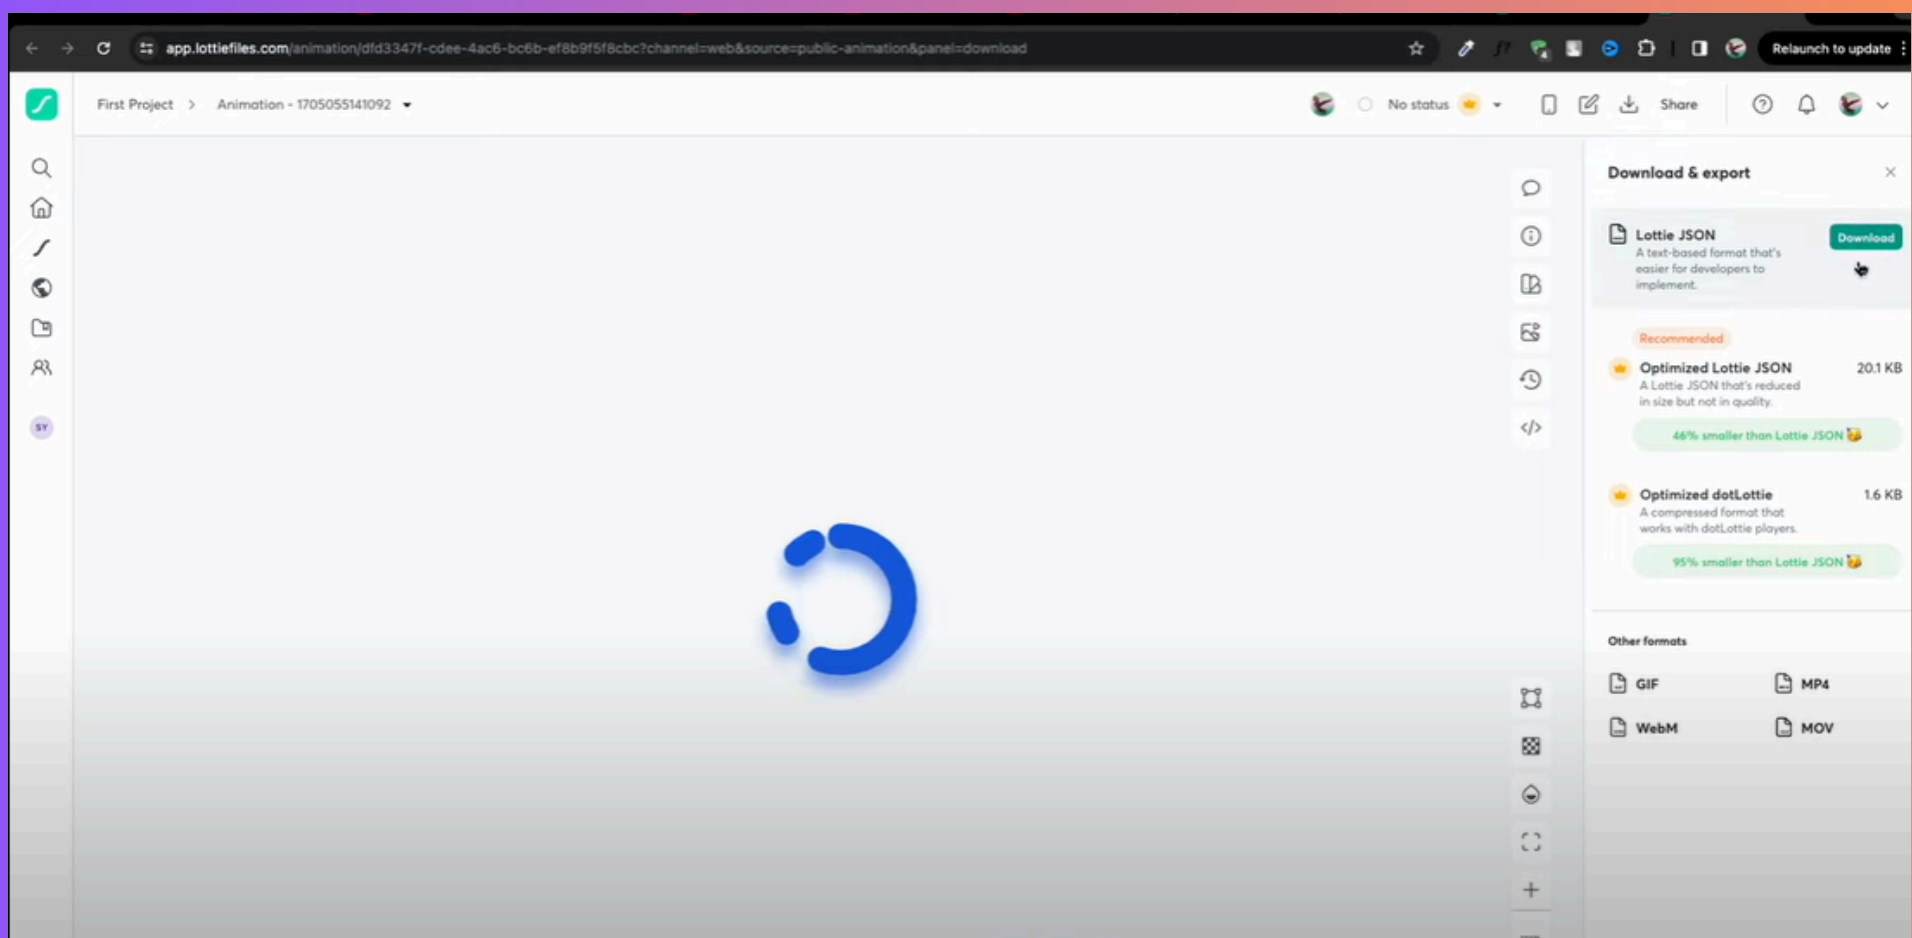 app.lottiefiles.com/animation/dfd3347f-cdee-4ac6-bc6b-ef8b9f5f8cbc?channel=web&source=public-animation&panel=download
Relaunch to update
First Project > Animation - 1705055141092
No status
Share
SY
Download & export
Lottie JSON
Download
A text-based format that's
easier for developers to
implement.
Recommended
Optimized Lottie JSON 20.1 KB
A Lottie JSON that's reduced
in size but not in quality.
46% smaller than Lottie JSON
Optimized dotLottie 1.6 KB
A compressed format that
works with dotLottie players.
95% smaller than Lottie JSON
Other formats
GIF MP4
WebM MOV